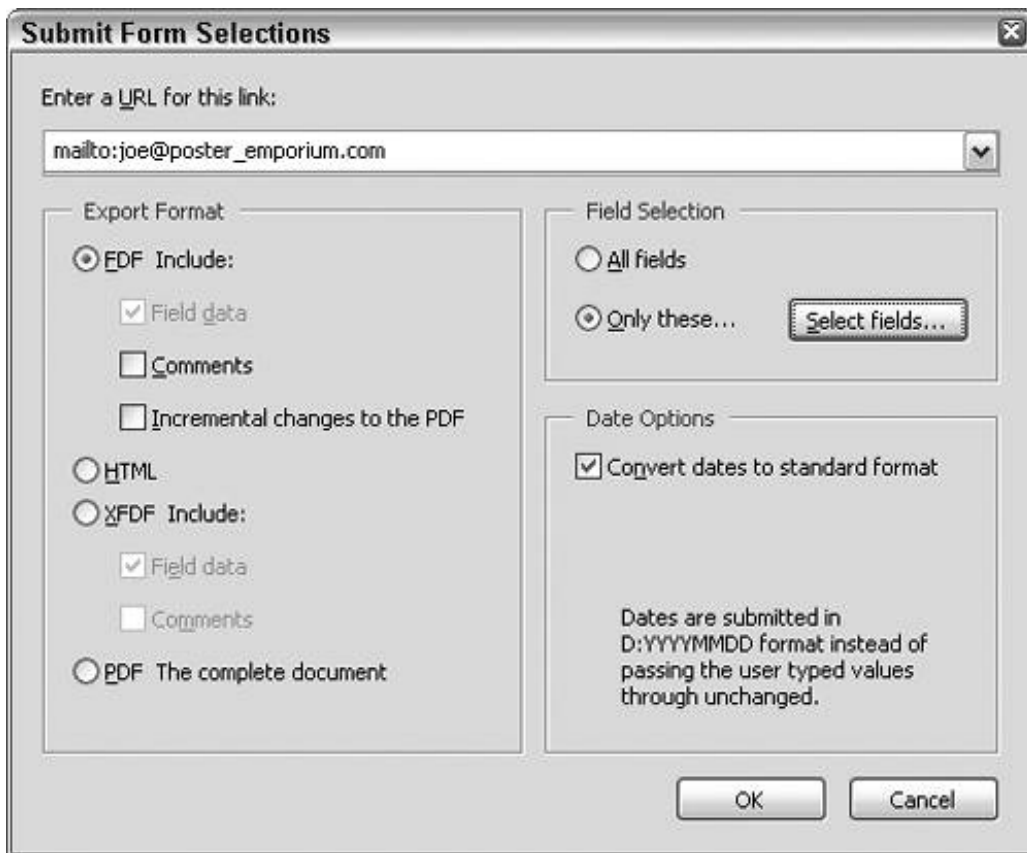 Submit Form Selections
Enter a URL for this link:
mailto:joe@poster_emporium.com
Export Format
FDF Include:
Field data
Comments
Incremental changes to the PDF
HTML
XFDF Include:
Field data
Comments
PDF The complete document
Field Selection
All fields
Only these... Select fields...
Date Options
Convert dates to standard format
Dates are submitted in
D:YYYYMMDD format instead of
passing the user typed values
through unchanged.
OK Cancel